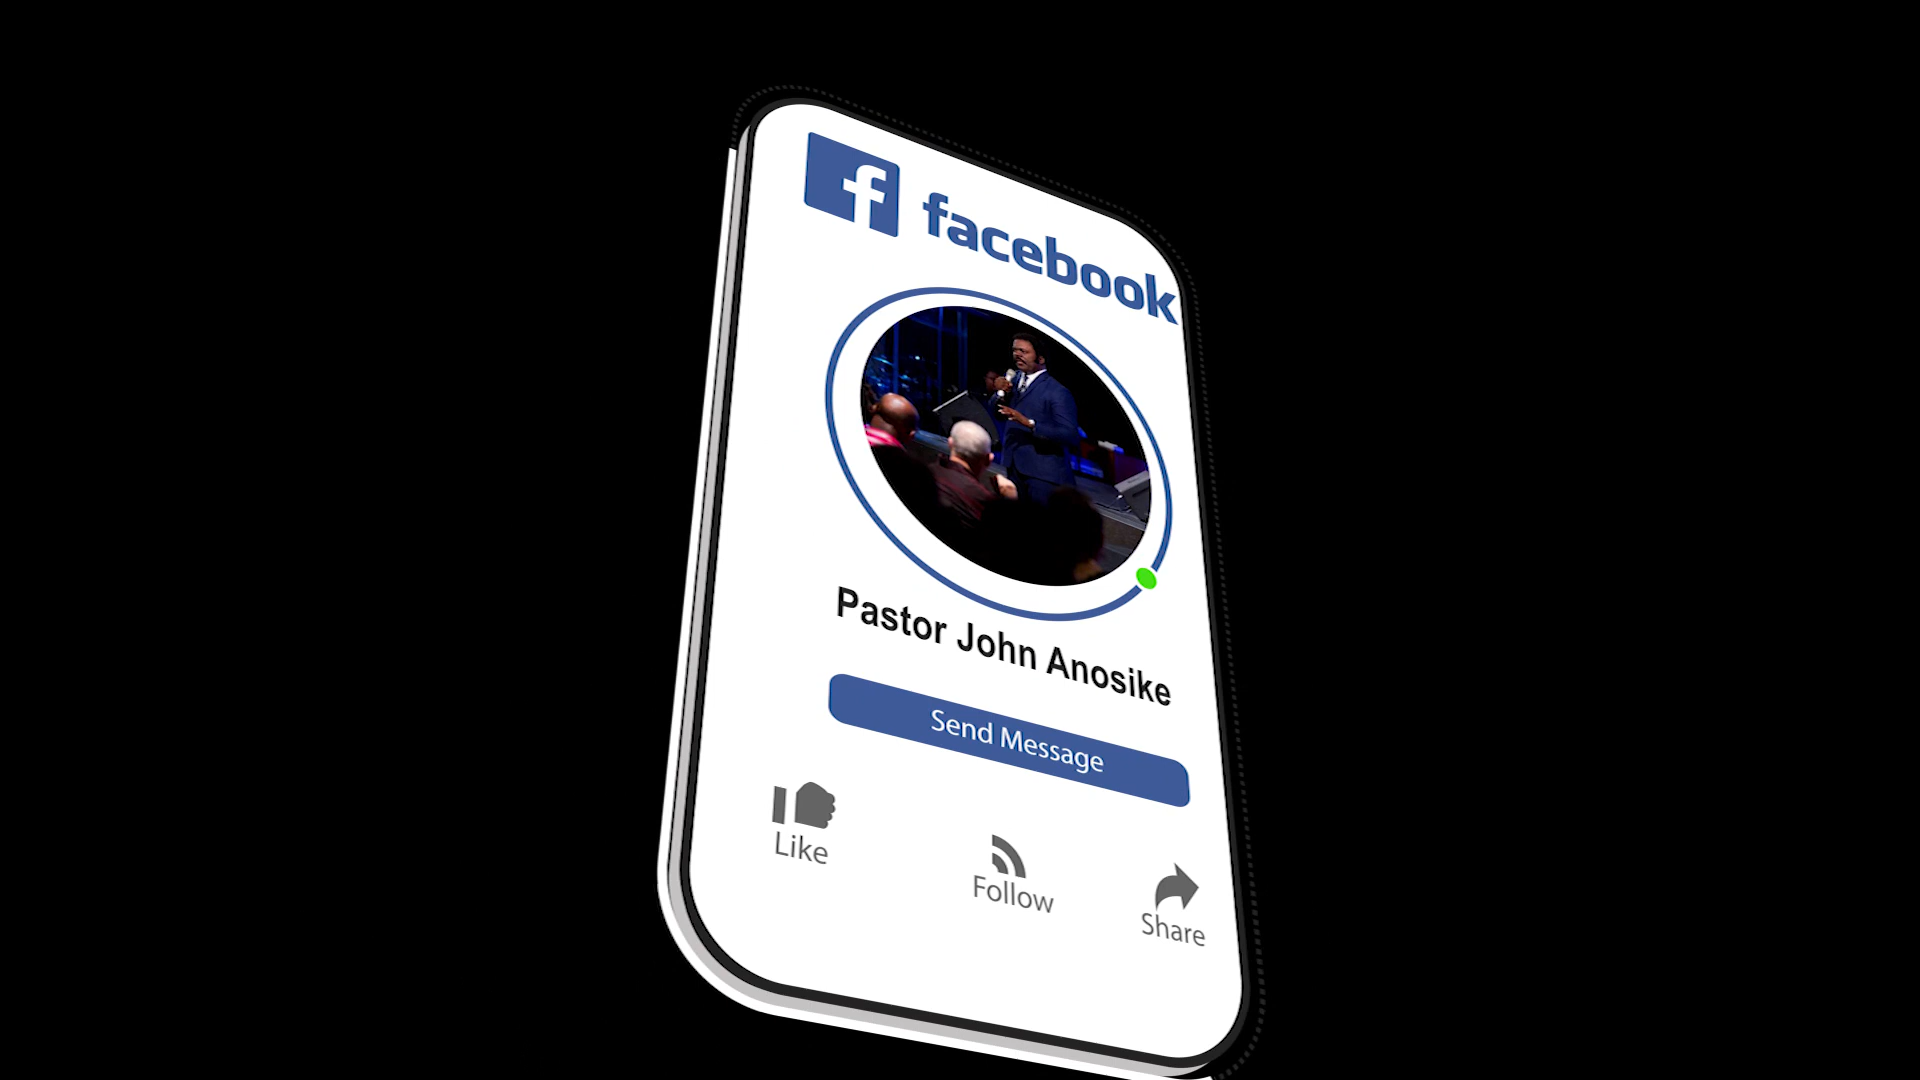 facebook
Pastor John Anosike
Send Message
Like
Follow
Share